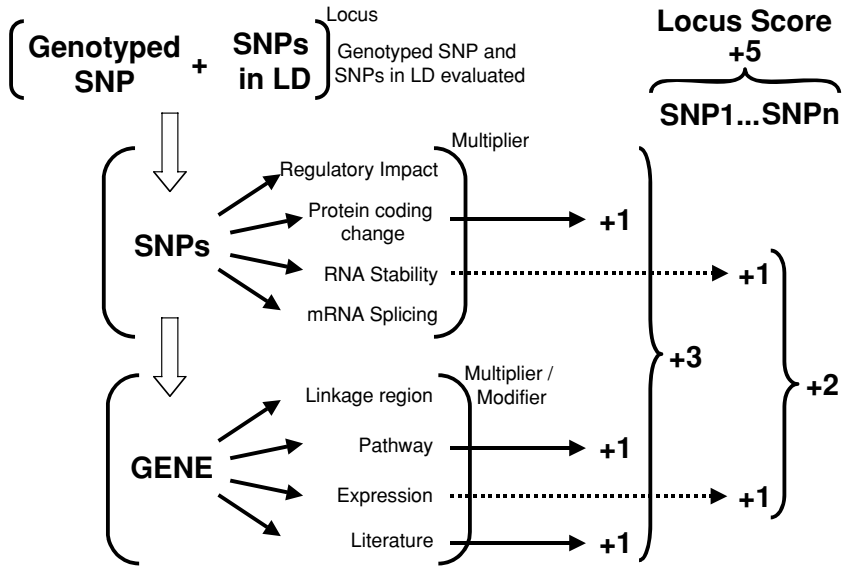 Locus
Genotyped
SNP
+
SNPs
in LD
Genotyped SNP and
SNPs in LD evaluated
Locus Score
+5
SNP1...SNPn
Multiplier
SNPs
Regulatory Impact
Protein coding
change
+1
RNA Stability
+1
mRNA Splicing
+3
+2
Multiplier /
Modifier
GENE
Linkage region
Pathway
+1
Expression
+1
Literature
+1